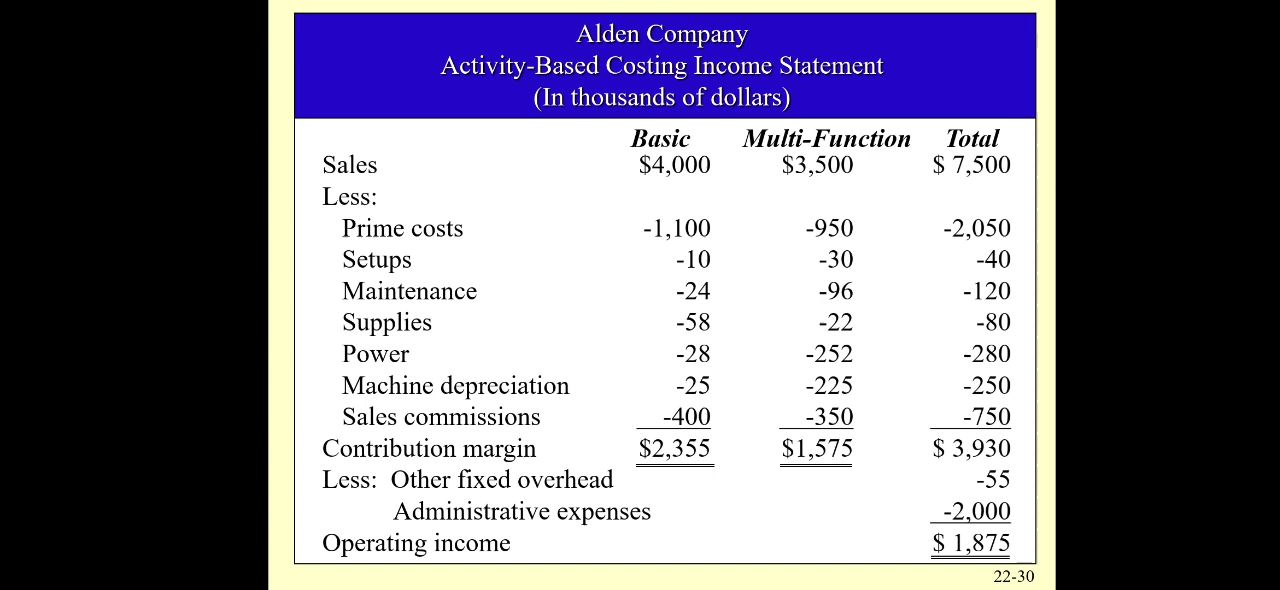 Alden Company
Activity-Based Costing Income Statement
(In thousands of dollars)
Basic Multi-Function Total
Sales $4,000 $3,500 $ 7,500
Less:
Prime costs -1,100 -950 -2,050
Setups -10 -30 -40
Maintenance -24 -96 -120
Supplies -58 -22 -80
Power -28 -252 -280
Machine depreciation -25 -225 -250
Sales commissions -400 -350 -750
Contribution margin $2,355 $1,575 $ 3,930
Less: Other fixed overhead -55
Administrative expenses -2,000
Operating income $ 1,875
22-30